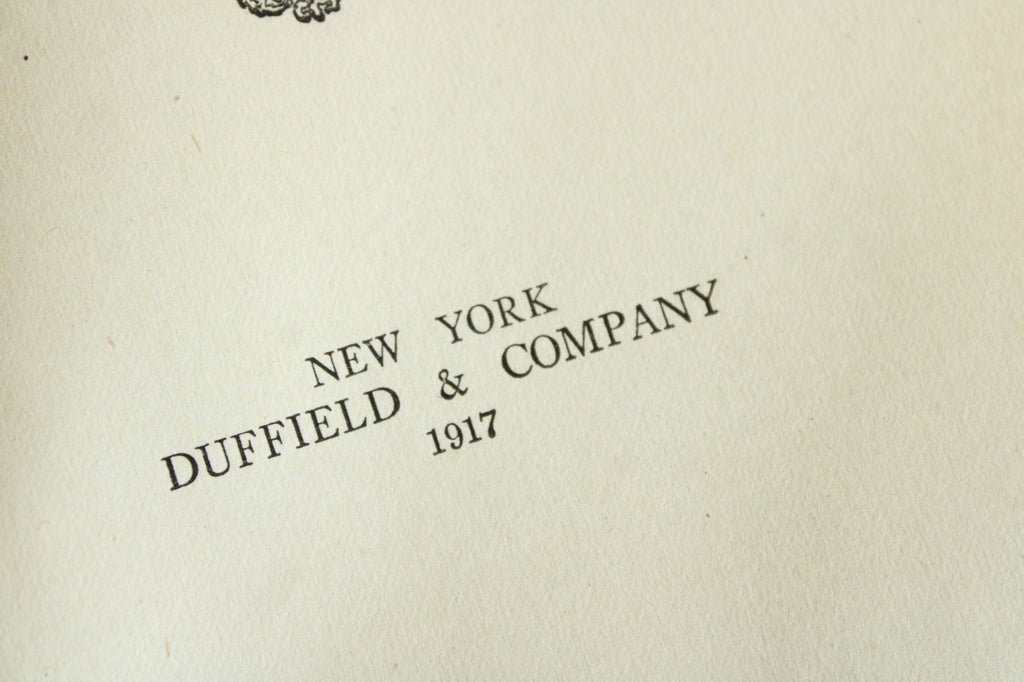 NEW YORK
DUFFIELD & COMPANY
1917